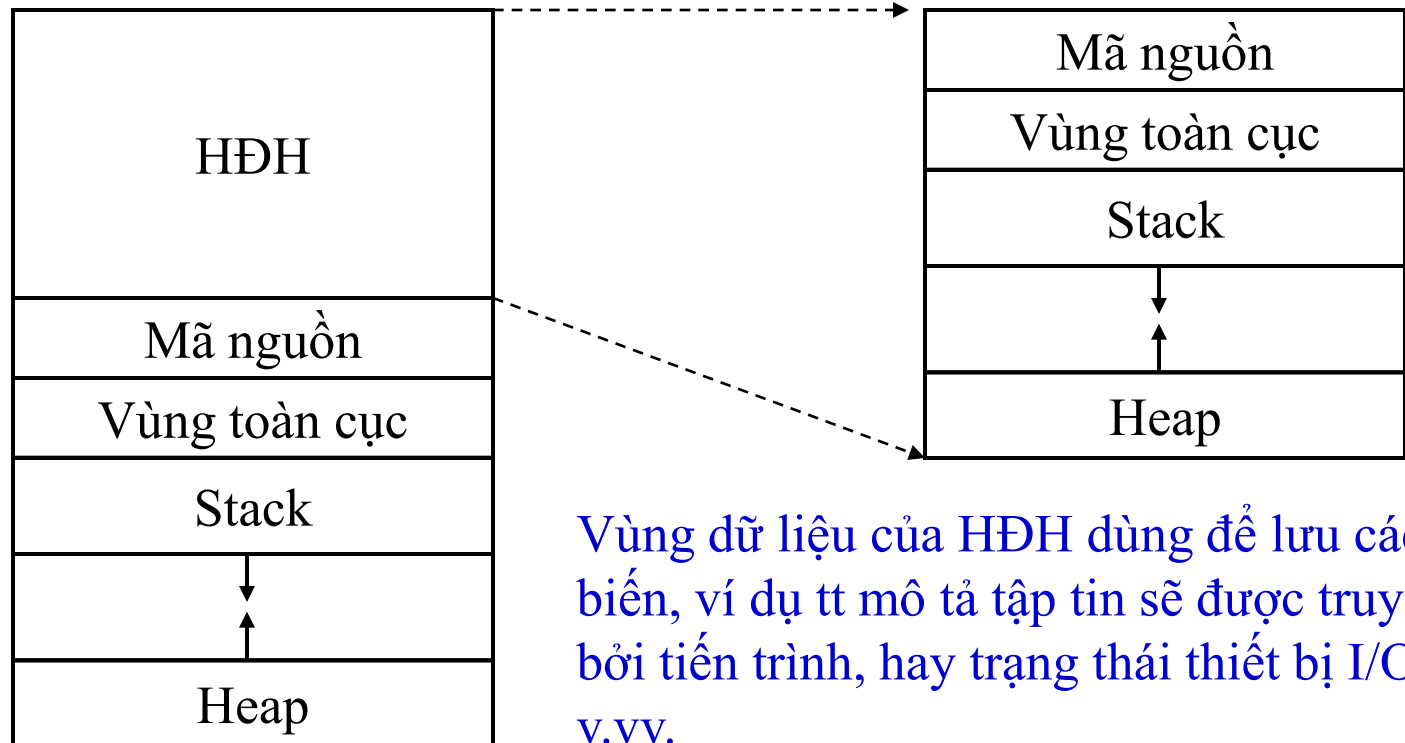 HĐH
Mã nguồn
Vùng toàn cục
Stack
Heap
Mã nguồn
Vùng toàn cục
Stack
Heap
Vùng dữ liệu của HĐH dùng để lưu
biến, ví dụ tt mô tả tập tin sẽ được truy
bởi tiến trình, hay trạng thái thiết bị
v.vv.